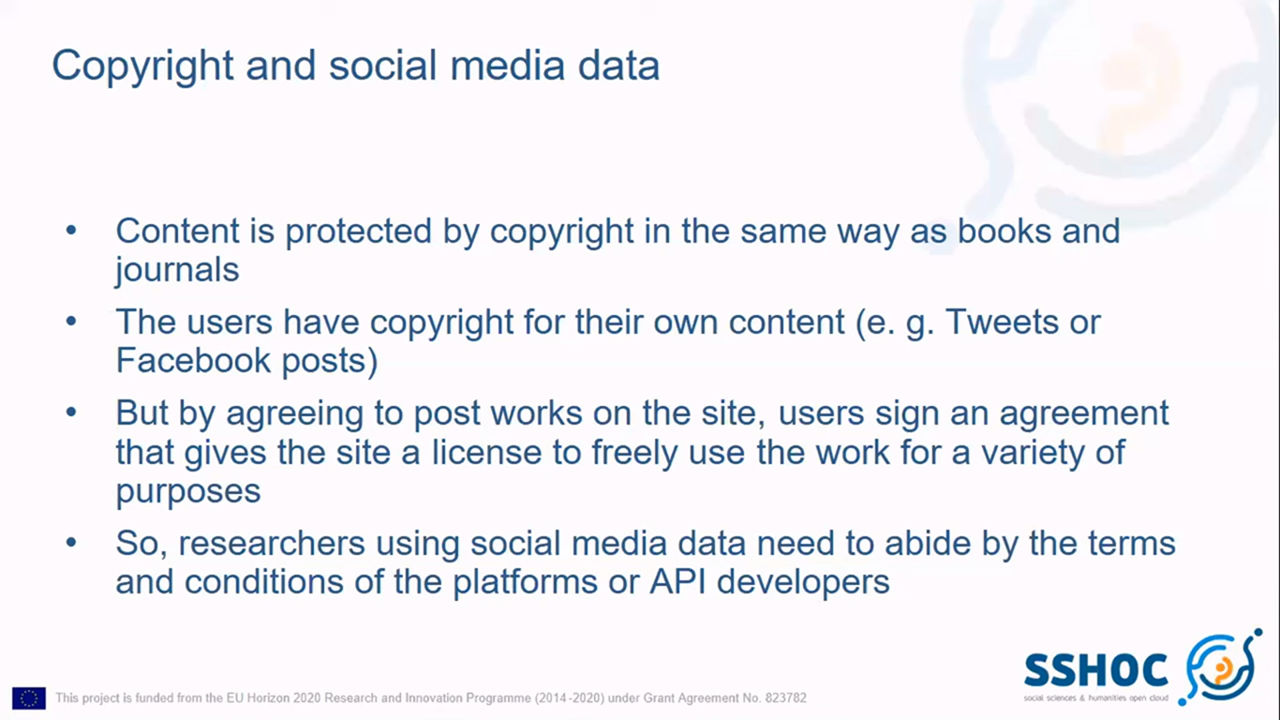 Copyright and social media data
• Content is protected by copyright in the same way as books and
journals
• The users have copyright for their own content (e. g. Tweets or
Facebook posts)
• But by agreeing to post works on the site, users sign an agreement
that gives the site a license to freely use the work for a variety of
purposes
• So, researchers using social media data need to abide by the terms
and conditions of the platforms or API developers
SSHOC
social sciences & humanities open cloud
This project is funded from the EU Horizon 2020 Research and Innovation Programme (2014-2020) under Grant Agreement No. 823782